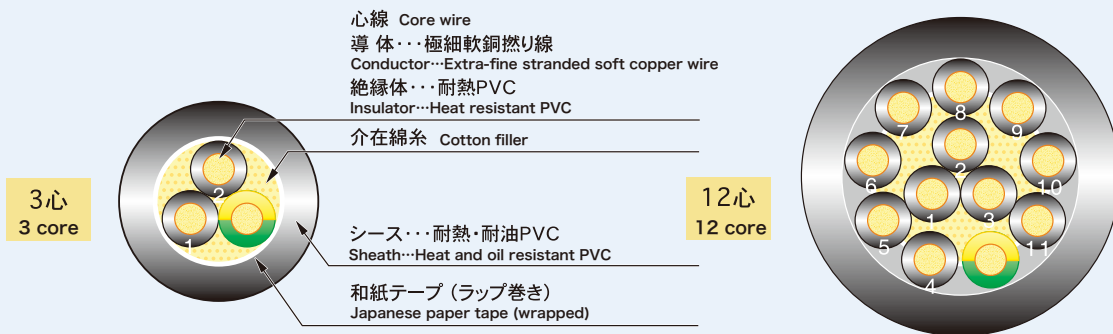 心線 Core wire
導 体･･･極細軟銅撚り線
Conductor…Extra-fine stranded soft copper wire
絶縁体･･･耐熱PVC
Insulator…Heat resistant PVC
介在綿糸 Cotton filler
シース･･･耐熱・耐油PVC
Sheath…Heat and oil resistant PVC
和紙テープ（ラップ巻き）
Japanese paper tape (wrapped)
3心
3 core
2
1
12心
12 core
8
7
9
2
6
10
1
3
5
11
4